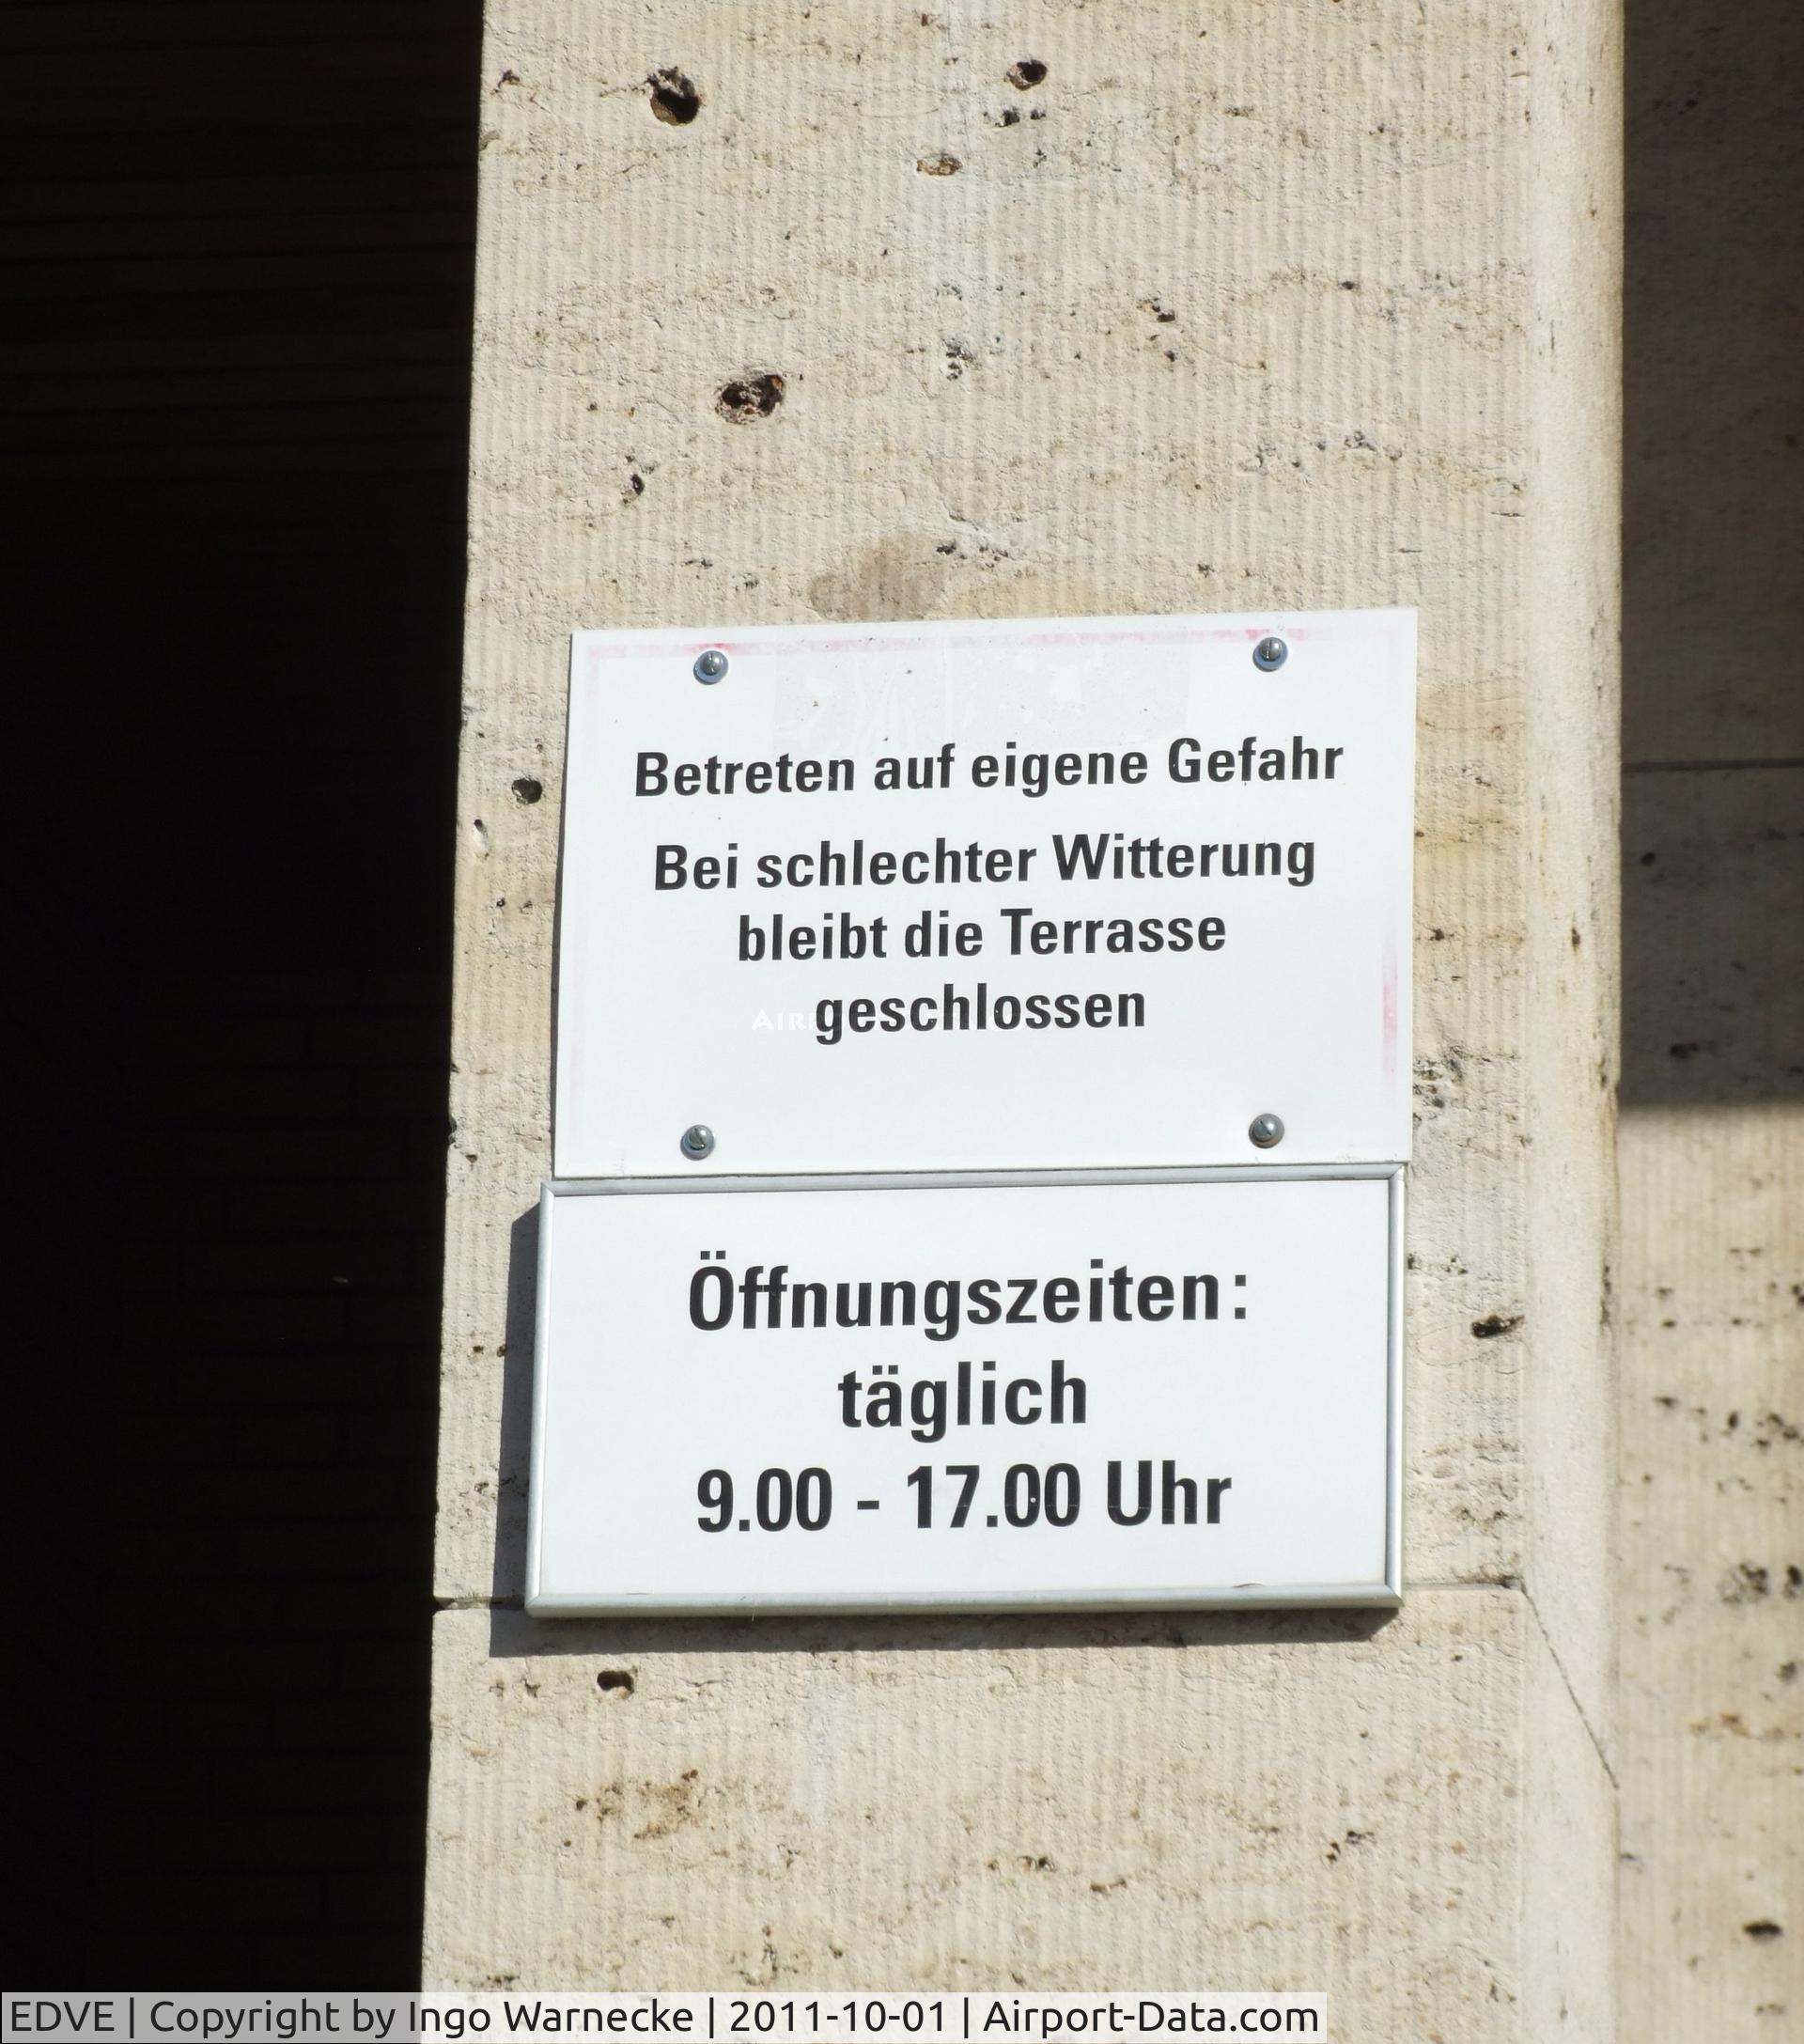 Betreten auf eigene Gefahr
Bei schlechter Witterung
bleibt die Terrasse
geschlossen
Öffnungszeiten:
täglich
9.00 - 17.00 Uhr
EDVE | Copyright by Ingo Warnecke | 2011-10-01 | Airport-Data.com